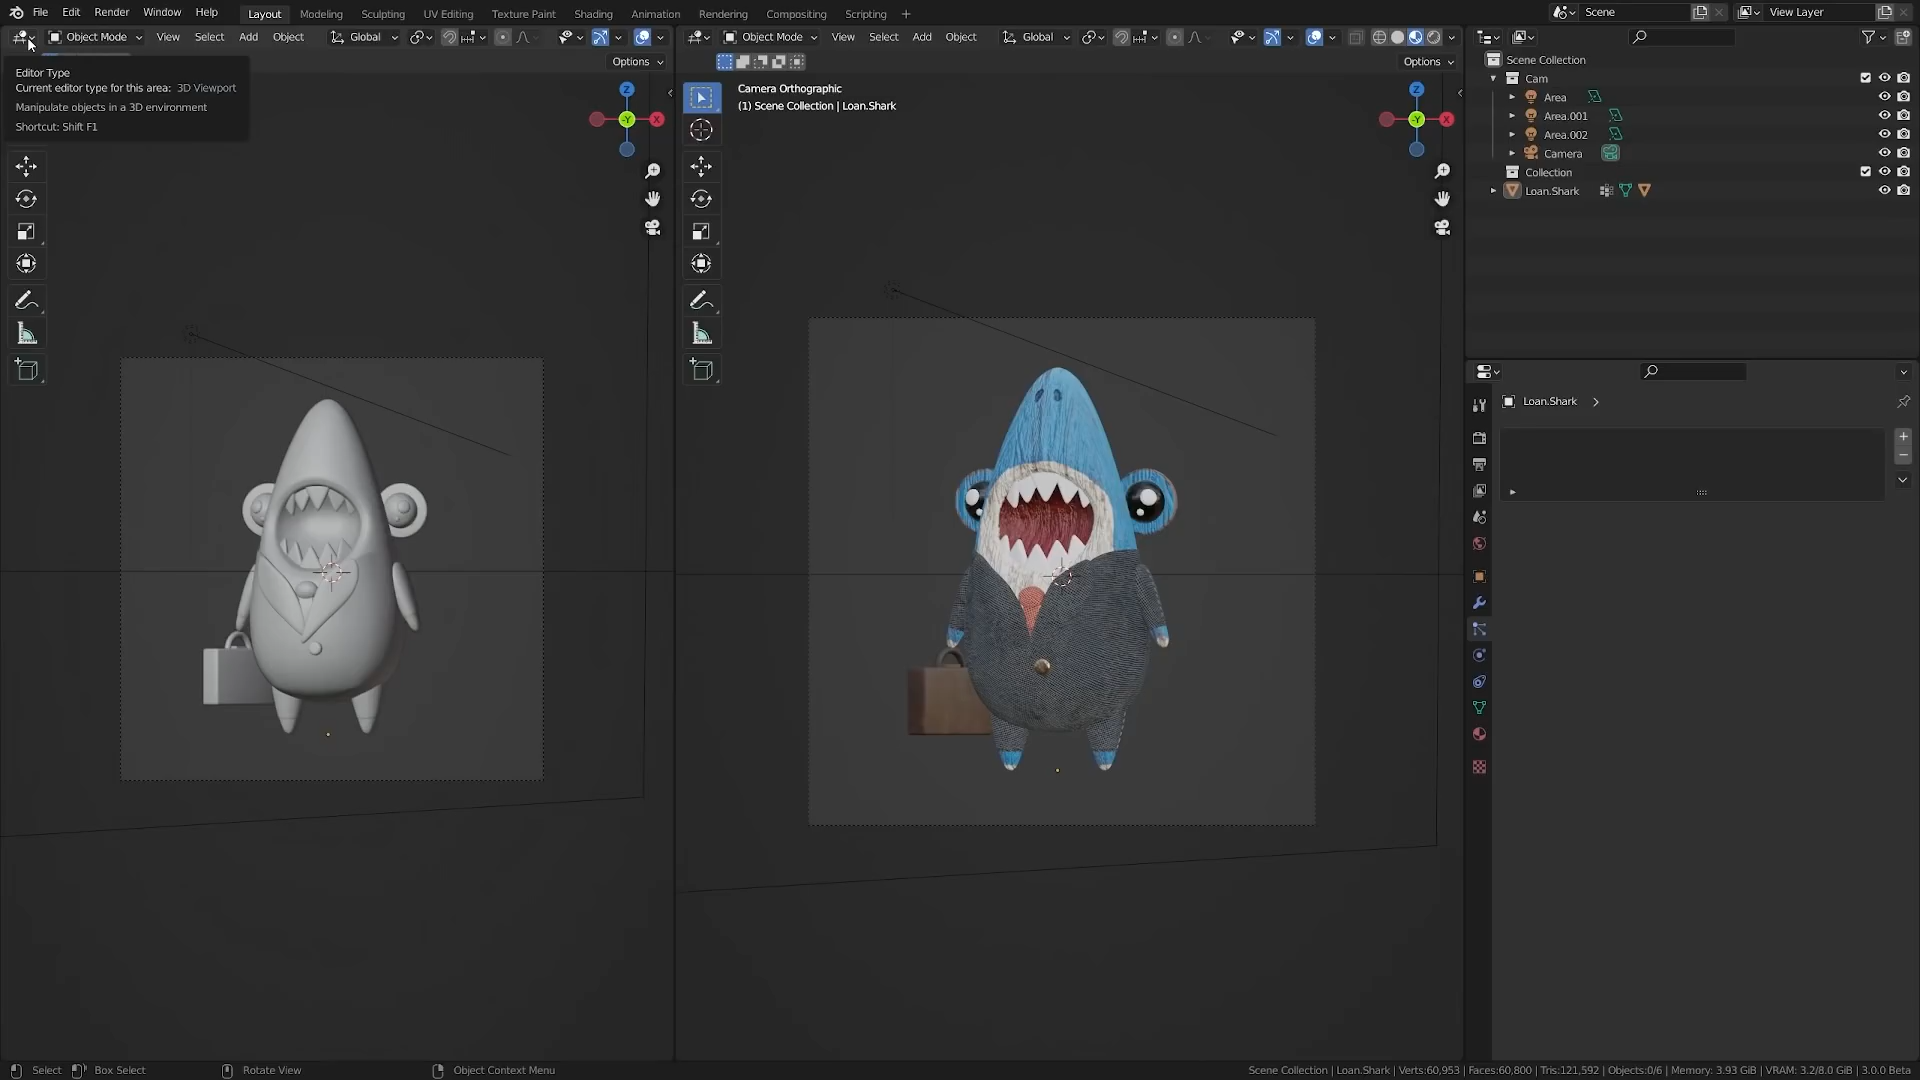 File Edit Render Window Help Layout Modeling Sculpting UV Editing Texture Paint Shading Animation Rendering Compositing Scripting + Scene View Layer
Object Mode View Select Add Object Global
Object Mode View Select Add Object Global
Options
Options
Editor Type
Current editor type for this area: 3D Viewport
Manipulate objects in a 3D environment
Shortcut: Shift F1
Z
-Y
X
Camera Orthographic
(1) Scene Collection | Loan.Shark
Z
-Y
X
Scene Collection
Cam
Area
Area.001
Area.002
Camera
Collection
Loan.Shark
Loan.Shark
Select Box Select Rotate View Object Context Menu
Scene Collection | Loan.Shark | Verts:60,953 | Faces:60,800 | Tris:121,592 | Objects:0/6 | Memory: 3.93 GiB | VRAM: 3.2/8.0 GiB | 3.0.0 Beta